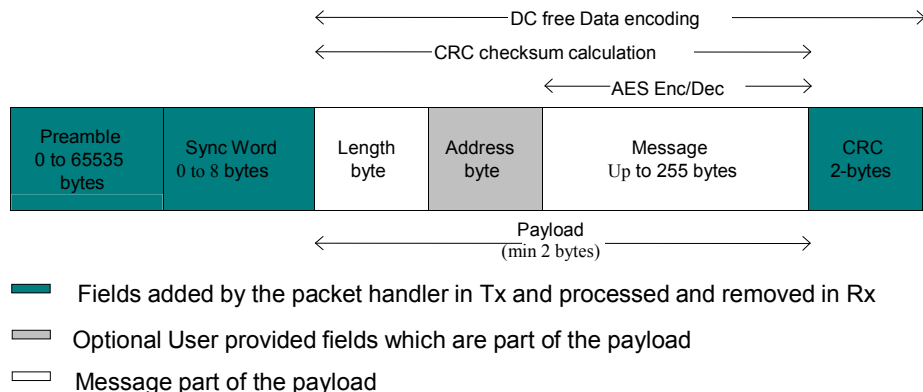 DC free Data encoding
CRC checksum calculation
AES Enc/Dec
Preamble
0 to 65535
bytes
Sync Word
0 to 8 bytes
Length
byte
Address
byte
Message
Up to 255 bytes
CRC
2-bytes
Payload
(min 2 bytes)
Fields added by the packet handler in Tx and processed and removed in Rx
Optional User provided fields which are part of the payload
Message part of the payload